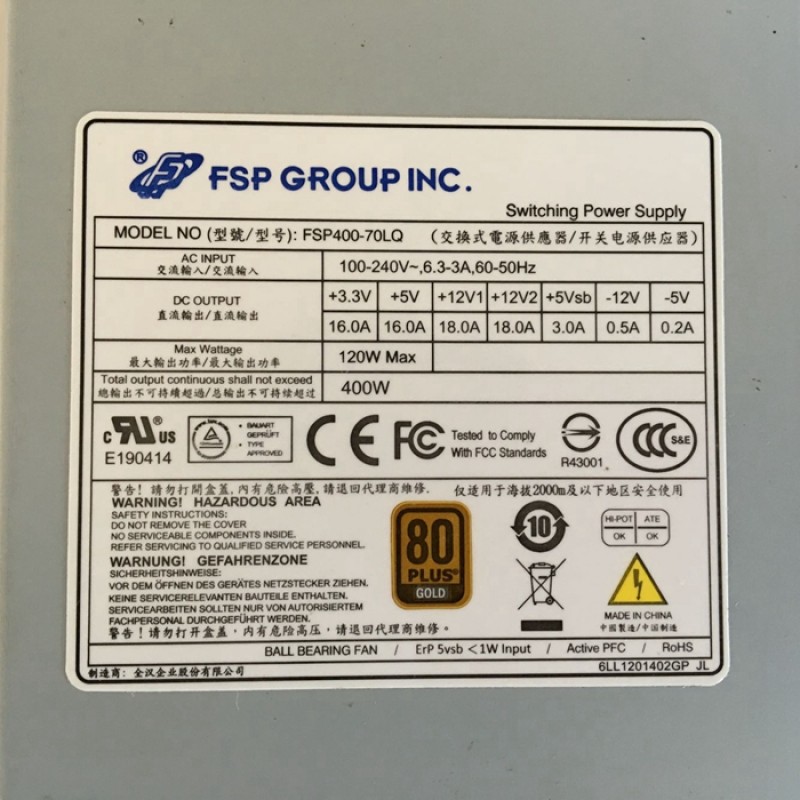 ® FSP GROUP INC.
Switching Power Supply
MODEL NO (型號/型号): FSP400-70LQ (交換式電源供應器/开关电源供应器)
AC INPUT
交流輸入/交流输入
100-240V~,6.3-3A,60-50Hz
DC OUTPUT
直流輸出/直流输出
+3.3V +5V +12V1 +12V2 +5Vsb -12V -5V
16.0A 16.0A 18.0A 18.0A 3.0A 0.5A 0.2A
Max Wattage
最大輸出功率/最大输出功率
120W Max
Total output continuous shall not exceed
總輸出不可持續超過/总输出不可持续超过
400W
c RU® US
E190414
BAUART
GEPRÜFT
TYPE
APPROVED
CE FC
Tested to Comply
With FCC Standards
R43001
CCC S&E
警告! 請勿打開盒蓋,內有危險高壓,請退回代理商維修. 仅适用于海拔2000m及以下地区安全使用
WARNING! HAZARDOUS AREA
SAFETY INSTRUCTIONS:
DO NOT REMOVE THE COVER
NO SERVICEABLE COMPONENTS INSIDE.
REFER SERVICING TO QUALIFIED SERVICE PERSONNEL.
WARNUNG! GEFAHRENZONE
SICHERHEITSHINWEISE:
VOR DEM ÖFFNEN DES GERÄTES NETZSTECKER ZIEHEN.
KEINE SERVICERELEVANTEN BAUTEILE ENTHALTEN.
SERVICEARBEITEN SOLLTEN NUR VON AUTORISIERTEM
FACHPERSONAL DUCHGEFÜHRT WERDEN.
警告！请勿打开盒盖，内有危险高压，请退回代理商维修。
80
PLUS®
GOLD
10
HI-POT ATE
OK OK
MADE IN CHINA
中國製造/中国制造
BALL BEARING FAN / ErP 5vsb <1W Input / Active PFC / RoHS
制造商: 全汉企业股份有限公司
6LL1201402GP JL